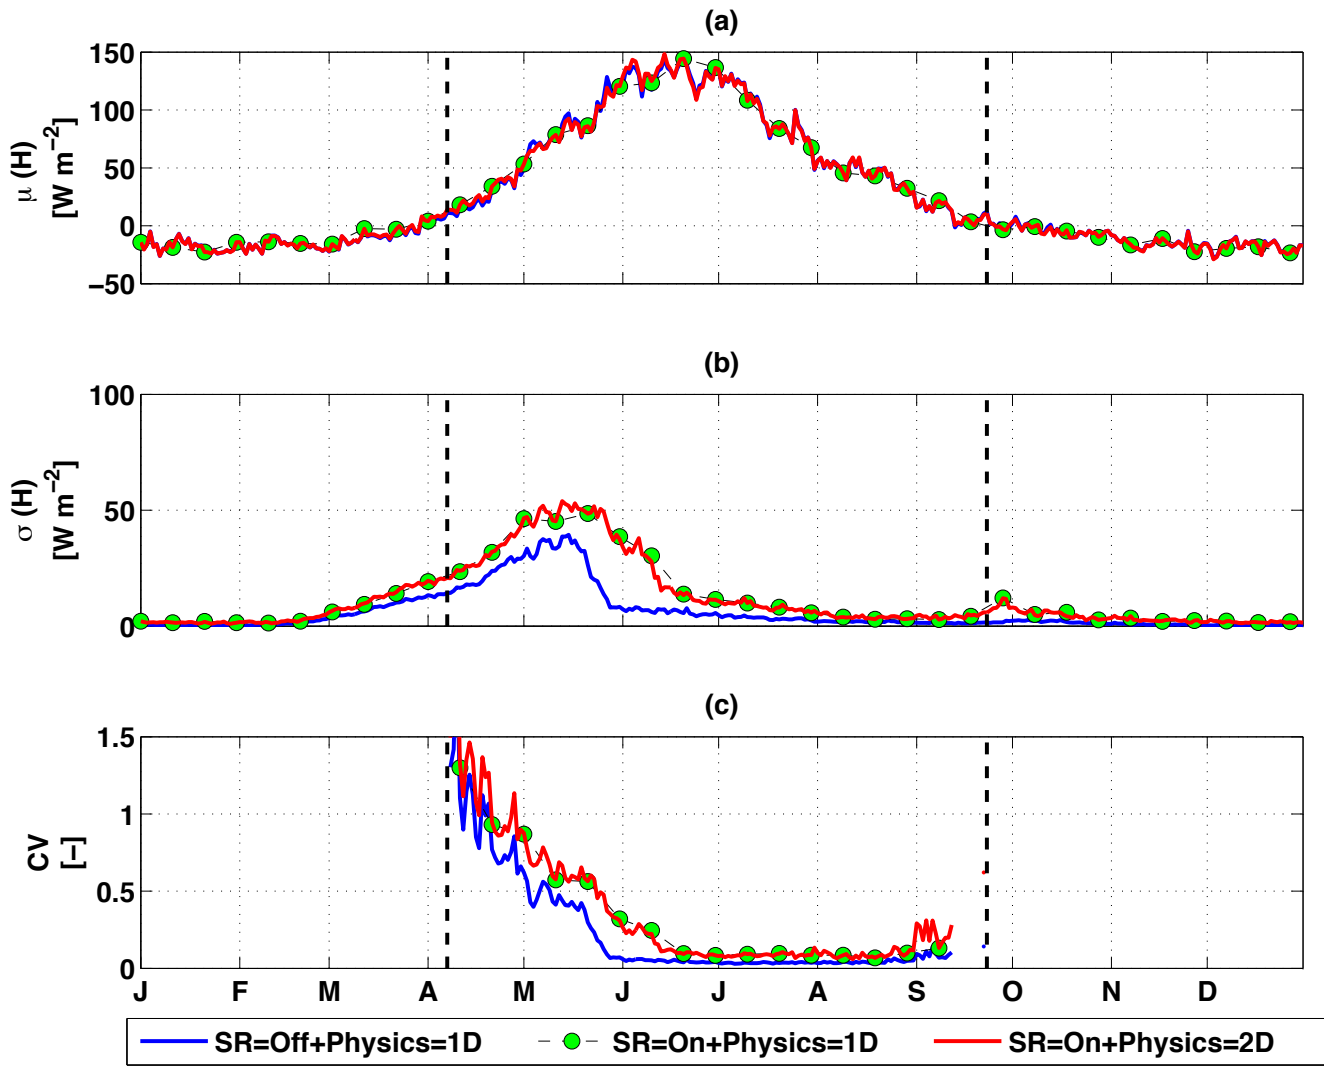 (a)
150
100
50
0
−50
μ (H)
[W m−2]
(b)
100
50
0
σ (H)
[W m−2]
(c)
1.5
1
0.5
0
CV
[−]
J F M A M J J A S O N D
SR=Off+Physics=1D SR=On+Physics=1D SR=On+Physics=2D